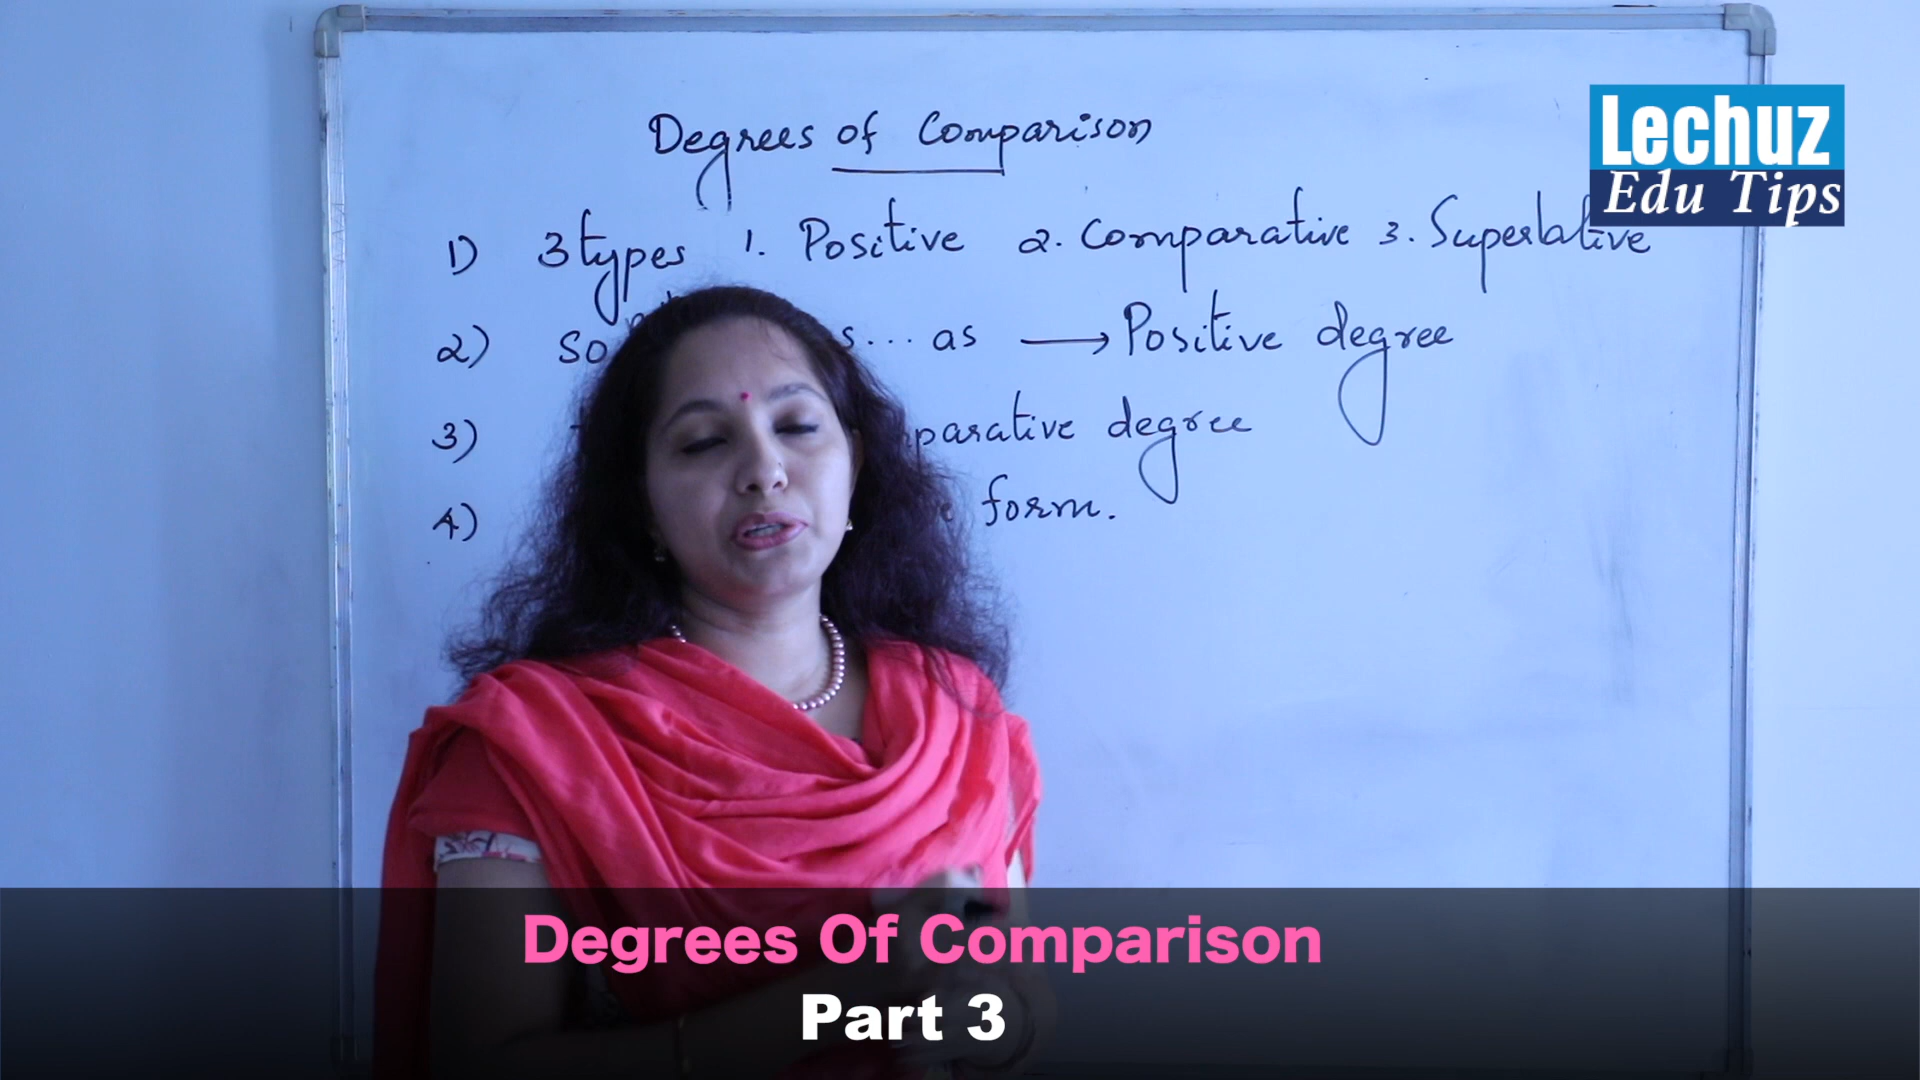 Degrees of Comparison
Lechuz
Edu Tips
1) 3 types 1. Positive 2. Comparative 3. Superlative
2) so s... as → Positive degree
3) parative degree
4) form.
Degrees Of Comparison
Part 3